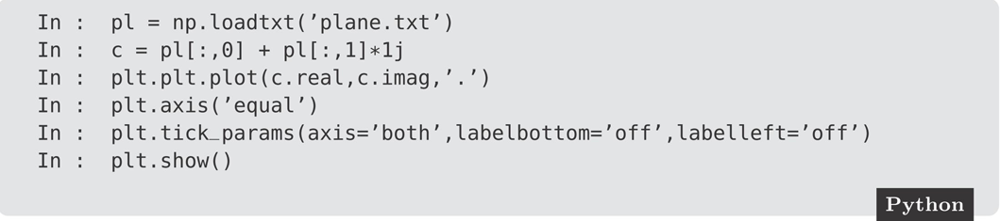 In :  pl = np.loadtxt(’plane.txt’)
In :  c = pl[:,0] + pl[:,1]*1j
In :  plt.plt.plot(c.real,c.imag,’.’)
In :  plt.axis(’equal’)
In :  plt.tick_params(axis=’both’,labelbottom=’off’,labelleft=’off’)
In :  plt.show()
Python